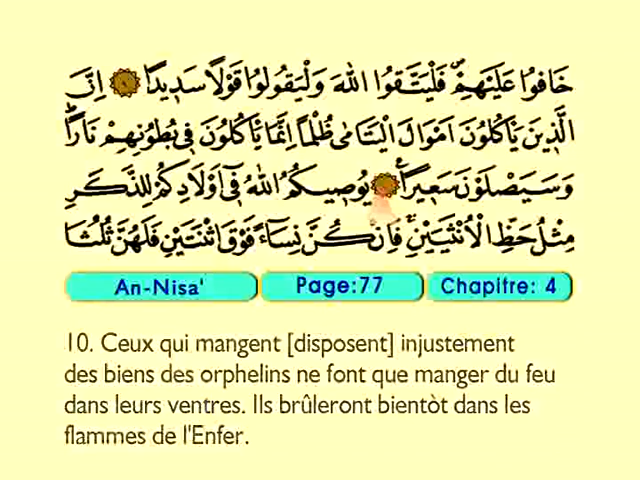 خَافُوا عَلَيْهِمْ فَلْيَتَّقُوا اللّٰهَ وَلْيَقُولُوا قَوْلًا سَدِيدًا ۝ اِنَّ
الَّذِينَ يَأْكُلُونَ اَمْوَالَ الْيَتَامٰى ظُلْمًا اِنَّمَا يَأْكُلُونَ فِي بُطُونِهِمْ نَارًا
وَسَيَصْلَوْنَ سَعِيرًا ۝ يُوصِيكُمُ اللّٰهُ فِٓي اَوْلَادِكُمْ لِلذَّكَرِ
مِثْلُ حَظِّ الْاُنْثَيَيْنِ فَاِنْ كُنَّ نِسَاءً فَوْقَ اثْنَتَيْنِ فَلَهُنَّ ثُلُثَا
An-Nisa' Page:77 Chapitre: 4
10. Ceux qui mangent [disposent] injustement
des biens des orphelins ne font que manger du feu
dans leurs ventres. Ils brûleront bientòt dans les
flammes de l'Enfer.